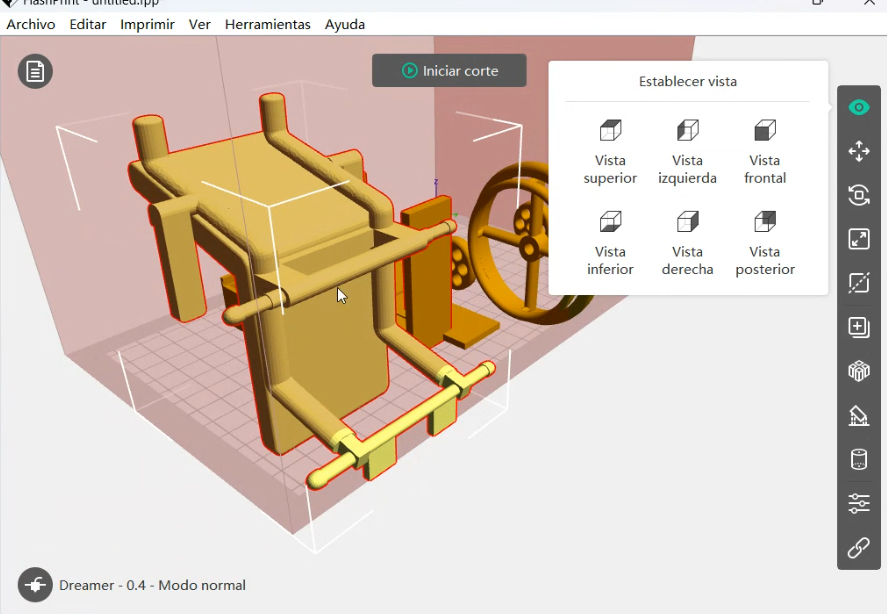 FlashPrint - untitled.fpp*
Archivo Editar Imprimir Ver Herramientas Ayuda
Iniciar corte
Establecer vista
Vista superior
Vista izquierda
Vista frontal
Vista inferior
Vista derecha
Vista posterior
z
Dreamer - 0.4 - Modo normal